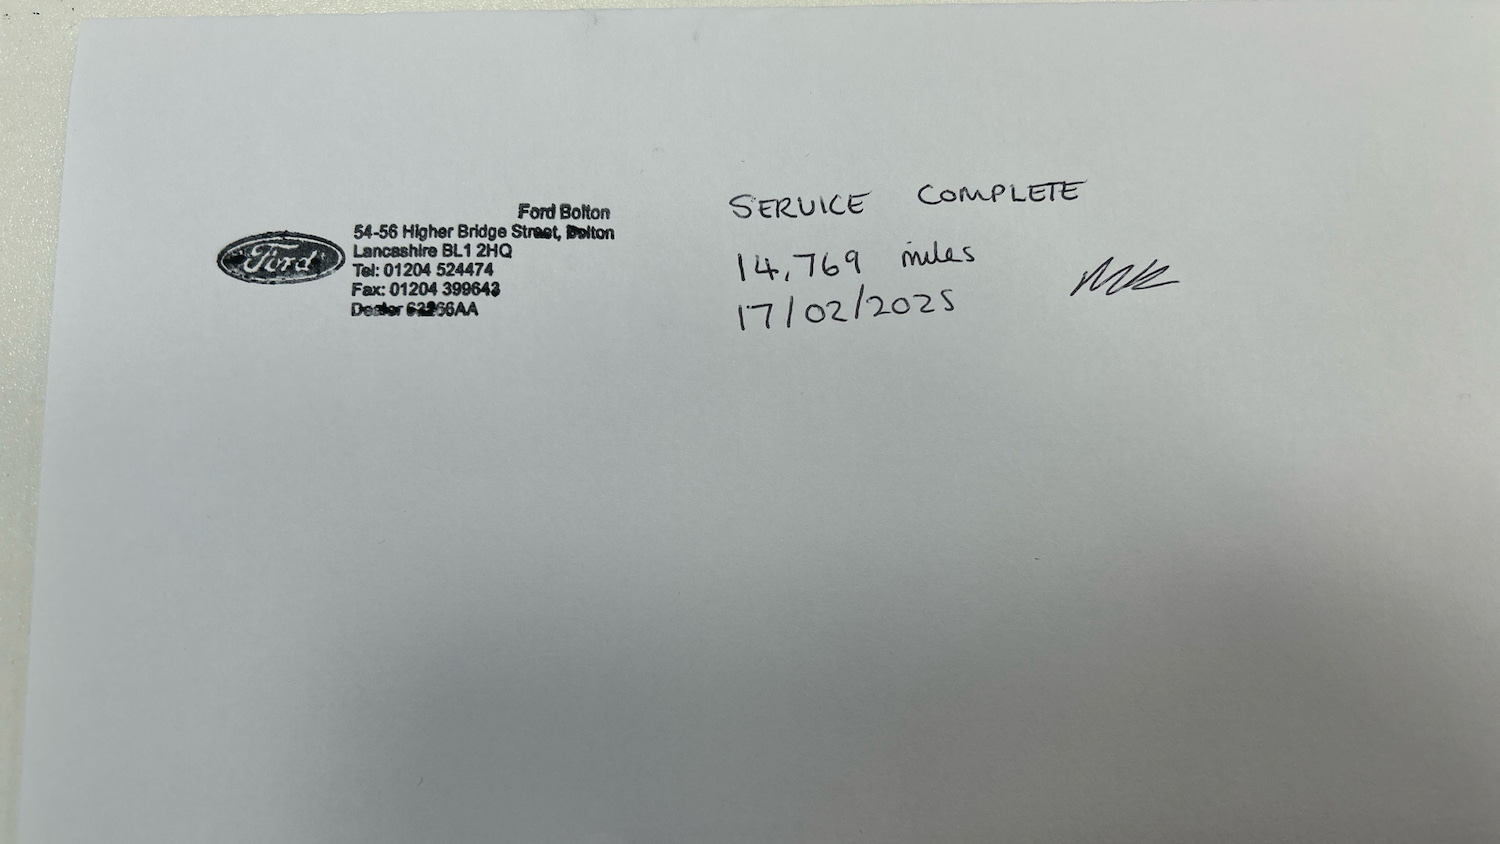 Ford Bolton
54-56 Higher Bridge Street, Bolton
Ford
Lancashire BL1 2HQ
Tel: 01204 524474
Fax: 01204 399643
Dealer
SERVICE COMPLETE
14,769 miles
17/02/2025